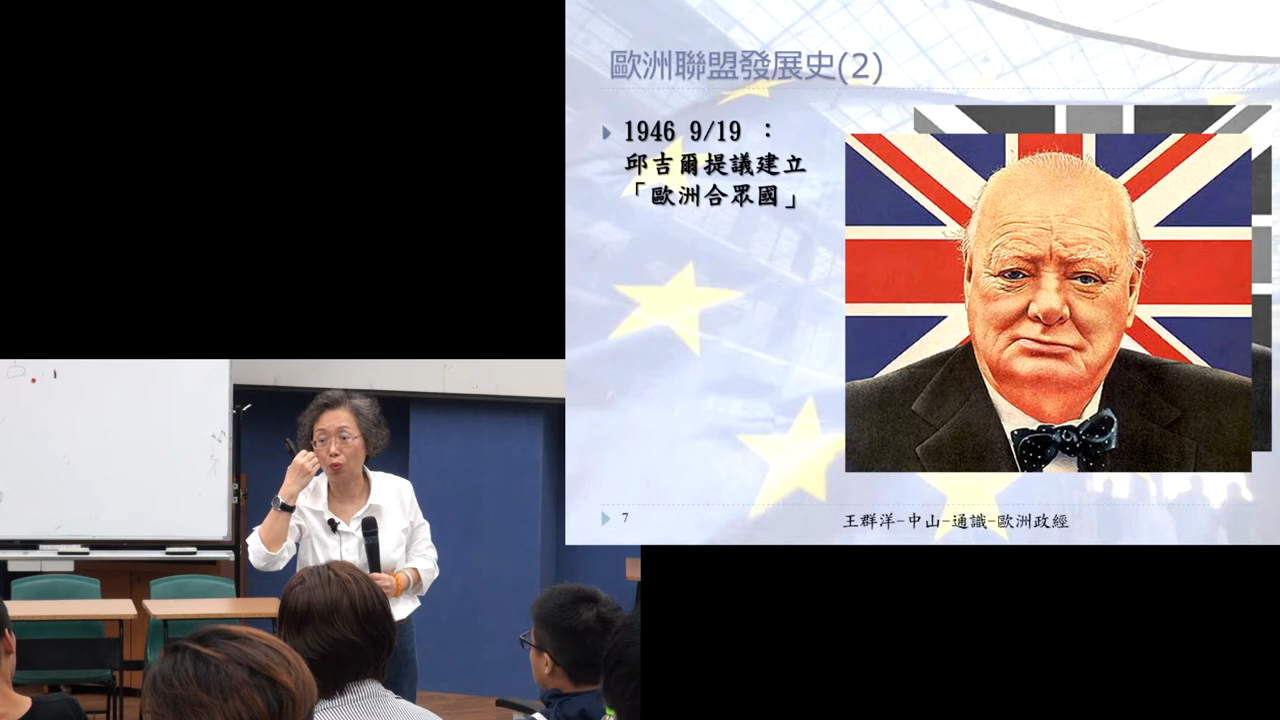 歐洲聯盟發展史(2)
1946 9/19 ：
邱吉爾提議建立
「歐洲合眾國」
7
王群洋-中山-通識-歐洲政經